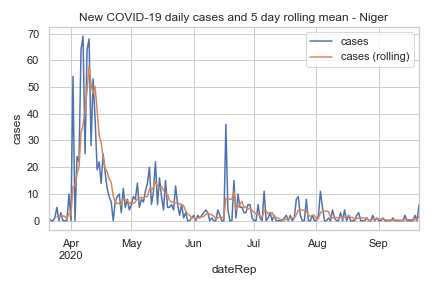 New COVID-19 daily cases and 5 day rolling mean - Niger
cases
cases (rolling)
70
60
50
40
30
20
10
0
cases
Apr
2020
May
Jun
Jul
Aug
Sep
dateRep